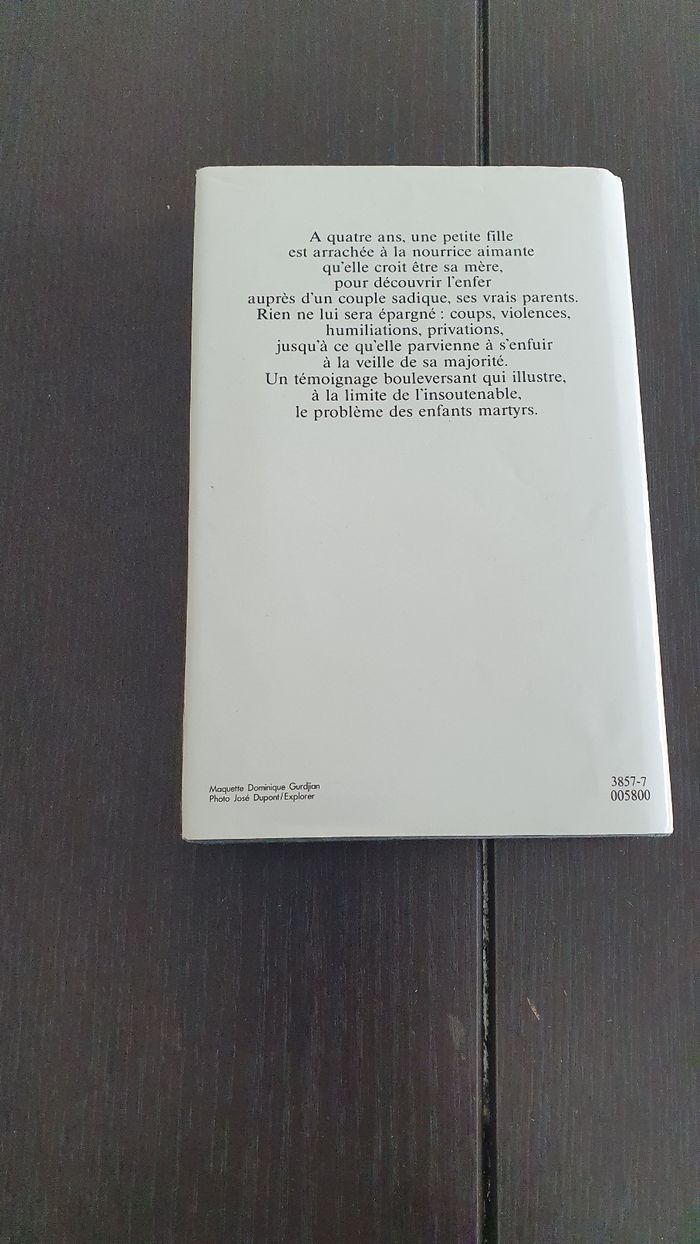 A quatre ans, une petite fille
est arrachée à la nourrice aimante
qu'elle croit être sa mère,
pour découvrir l'enfer
auprès d'un couple sadique, ses vrais parents.
Rien ne lui sera épargné : coups, violences,
humiliations, privations,
jusqu'à ce qu'elle parvienne à s'enfuir
à la veille de sa majorité.
Un témoignage bouleversant qui illustre,
à la limite de l'insoutenable,
le problème des enfants martyrs.
Maquette Dominique Gurdjian
Photo José Dupont/Explorer
3857-7
005800